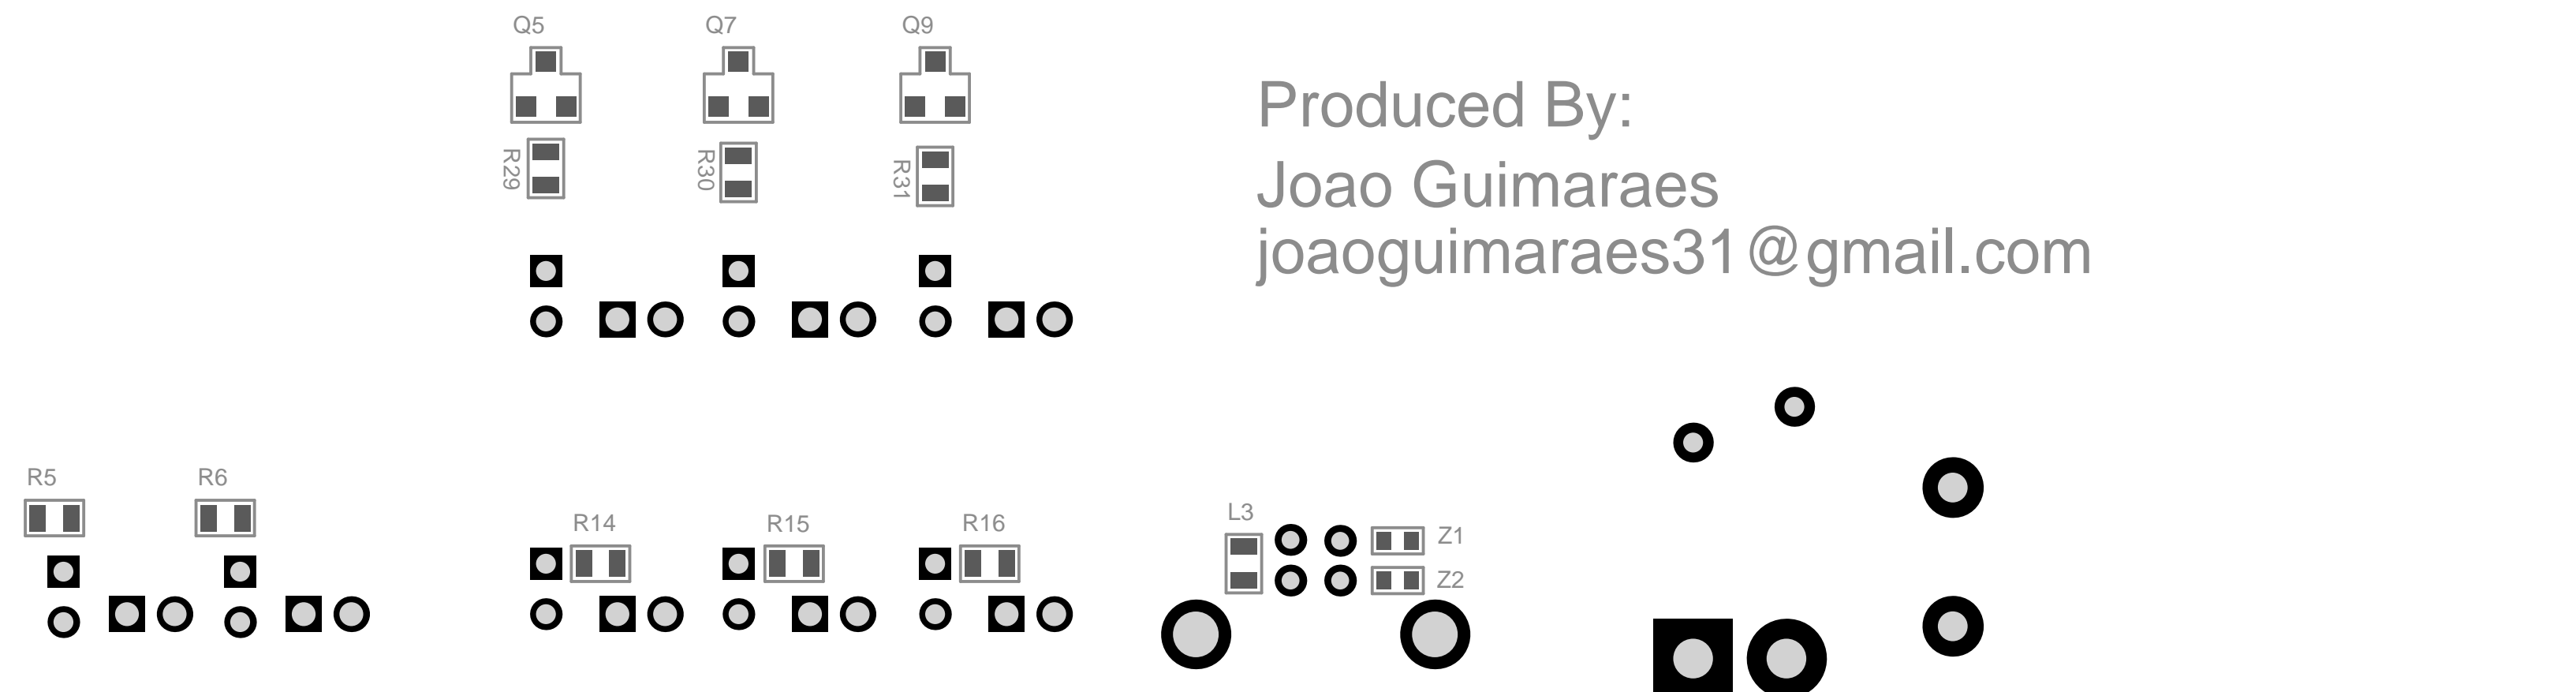 Q5
Q7
Q9
Produced By:
R29
R30
R31
Joao Guimaraes
joaoguimaraes31@gmail.com
R5
R6
R14
R15
R16
L3
Z1
Z2